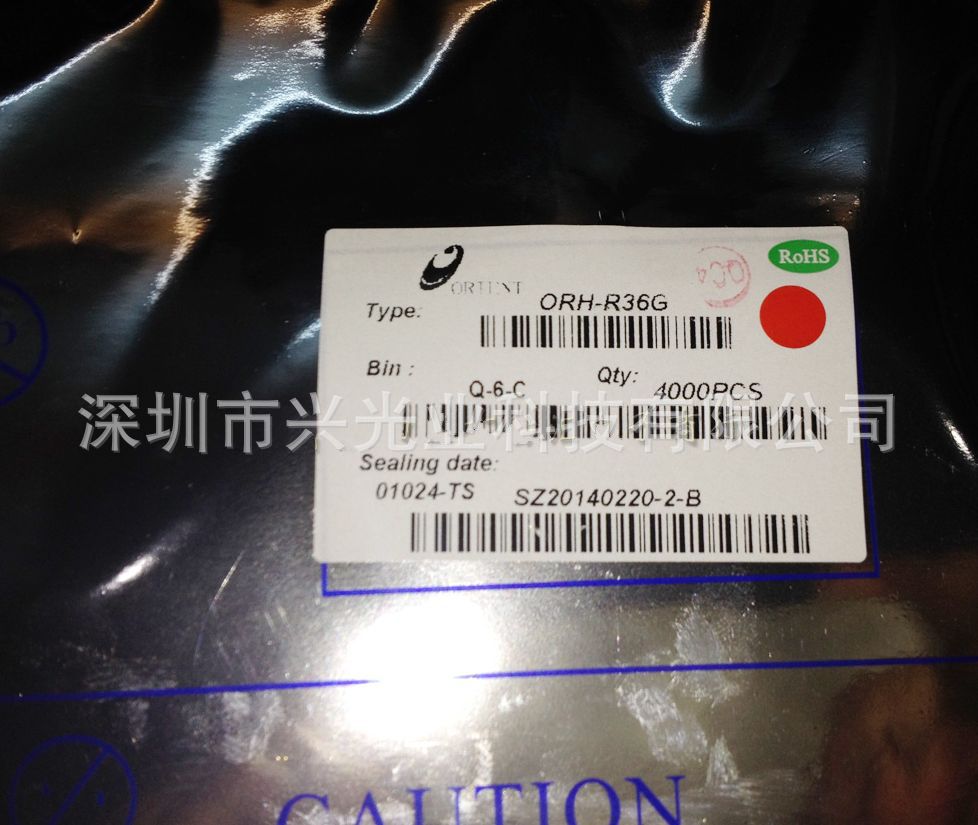 RoHS
QC4
ORIENT
Type: ORH-R36G
Bin : Q-6-C Qty: 4000PCS
深圳市兴光业科技有限公司
Sealing date:
01024-TS SZ20140220-2-B
CAUTION